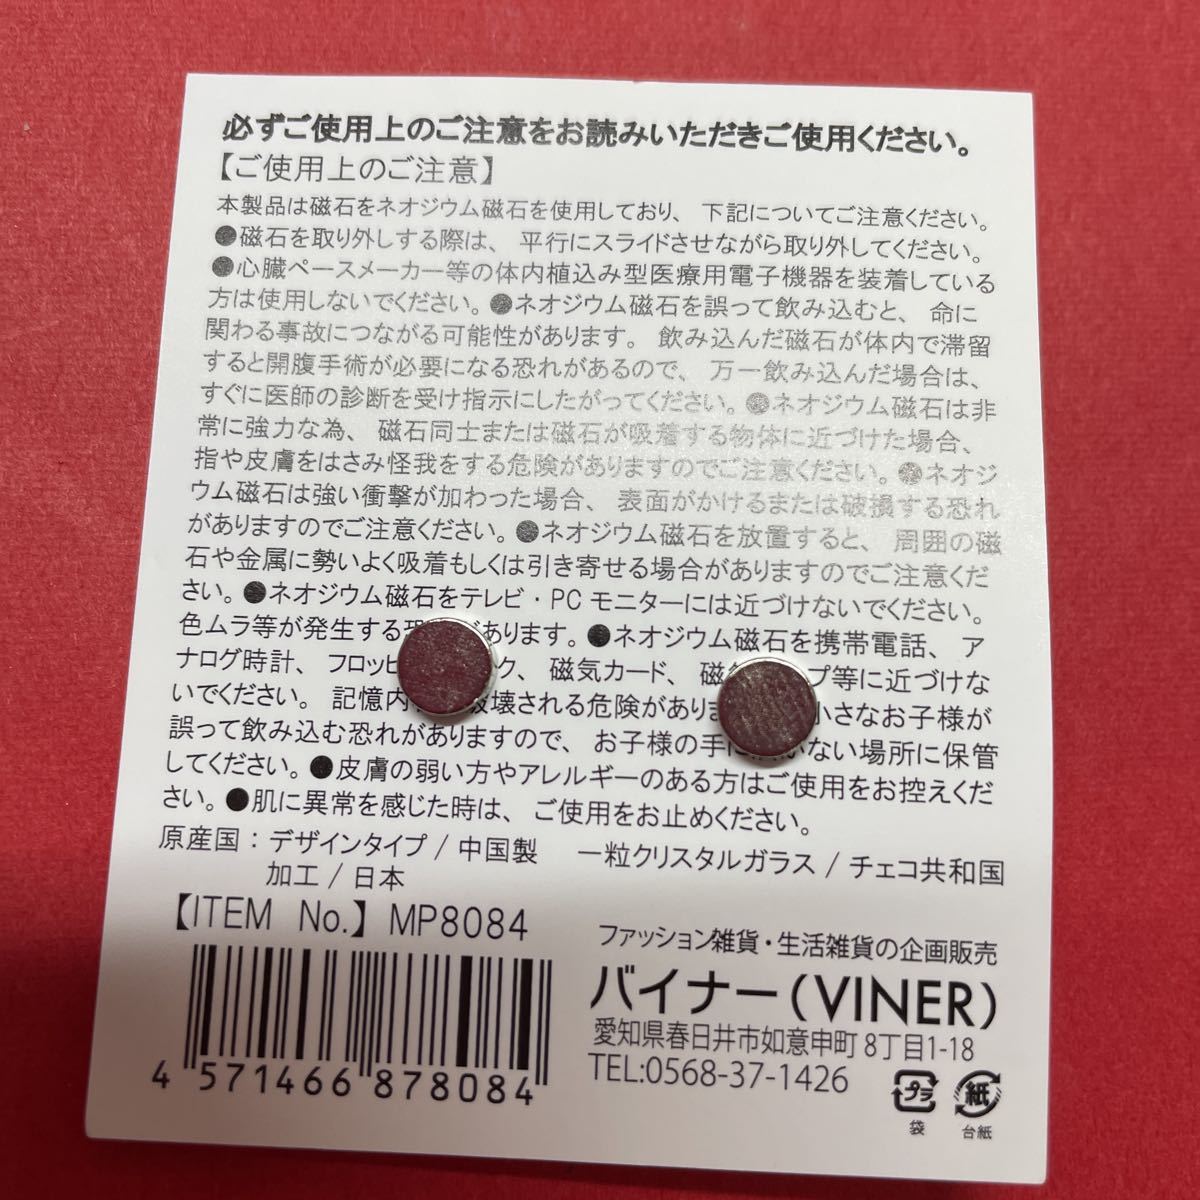 必ずご使用上のご注意をお読みいただきご使用ください。
【ご使用上のご注意】
本製品は磁石をネオジウム磁石を使用しており、下記についてご注意ください。
●磁石を取り外しする際は、平行にスライドさせながら取り外してください。
●心臓ペースメーカー等の体内植込み型医療用電子機器を装着している
方は使用しないでください。●ネオジウム磁石を誤って飲み込むと、命に
関わる事故につながる可能性があります。飲み込んだ磁石が体内で滞留
すると開腹手術が必要になる恐れがあるので、万一飲み込んだ場合は、
すぐに医師の診断を受け指示にしたがってください。●ネオジウム磁石は非
常に強力な為、磁石同士または磁石が吸着する物体に近づけた場合、
指や皮膚をはさみ怪我をする危険がありますのでご注意ください。●ネオジ
ウム磁石は強い衝撃が加わった場合、表面がかけるまたは破損する恐れ
がありますのでご注意ください。●ネオジウム磁石を放置すると、周囲の磁
石や金属に勢いよく吸着もしくは引き寄せる場合がありますのでご注意くだ
さい。●ネオジウム磁石をテレビ・PCモニターには近づけないでください。
色ムラ等が発生する があります。●ネオジウム磁石を携帯電話、ア
ナログ時計、フロッピ ク、磁気カード、磁 プ等に近づけな
いでください。記憶内 破壊される危険があり 小さなお子様が
誤って飲み込む恐れがありますので、お子様の手に ない場所に保管
してください。●皮膚の弱い方やアレルギーのある方はご使用をお控えくだ
さい。●肌に異常を感じた時は、ご使用をお止めください。
原産国：デザインタイプ / 中国製 一粒クリスタルガラス / チェコ共和国
加工 / 日本
【ITEM No.】MP8084
4 571466 878084
ファッション雑貨・生活雑貨の企画販売
バイナー(VINER)
愛知県春日井市如意申町8丁目1-18
TEL:0568-37-1426
プラ
袋
紙
台紙